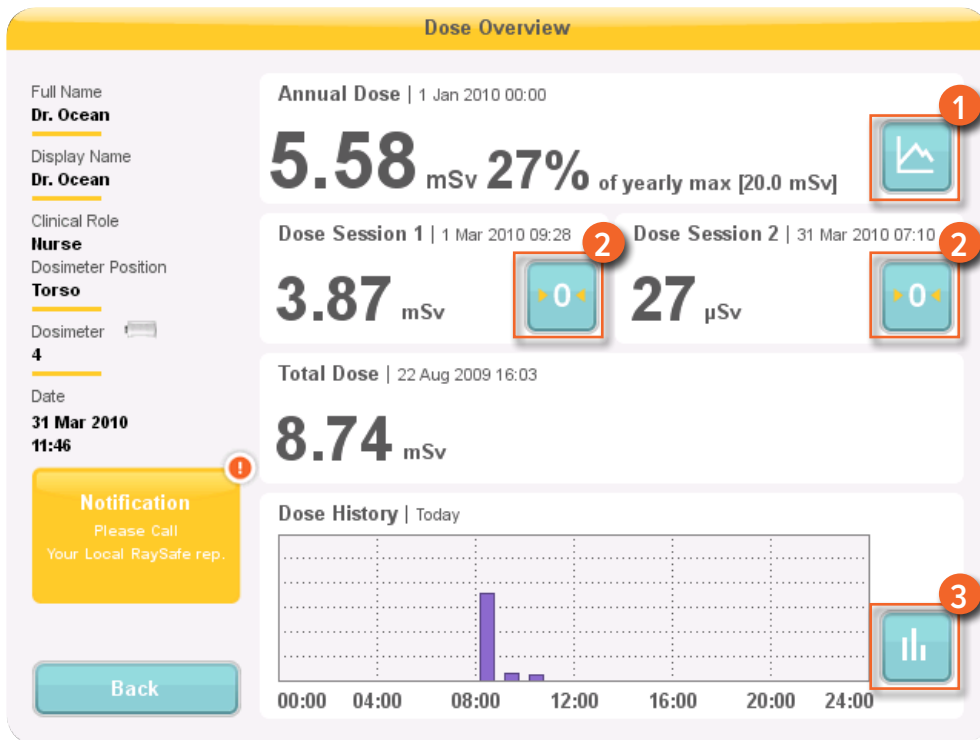 Dose Overview
Full Name
Dr. Ocean
Display Name
Dr. Ocean
Clinical Role
Nurse
Dosimeter Position
Torso
Dosimeter
4
Date
31 Mar 2010
11:46
Notification
Please Call
Your Local RaySafe rep.
!
Back
Annual Dose | 1 Jan 2010 00:00
5.58 mSv 27% of yearly max [20.0 mSv]
1
Dose Session 1 | 1 Mar 2010 09:28
3.87 mSv
▸0◂
2
Dose Session 2 | 31 Mar 2010 07:10
27 µSv
▸0◂
2
Total Dose | 22 Aug 2009 16:03
8.74 mSv
Dose History | Today
3
00:00 04:00 08:00 12:00 16:00 20:00 24:00